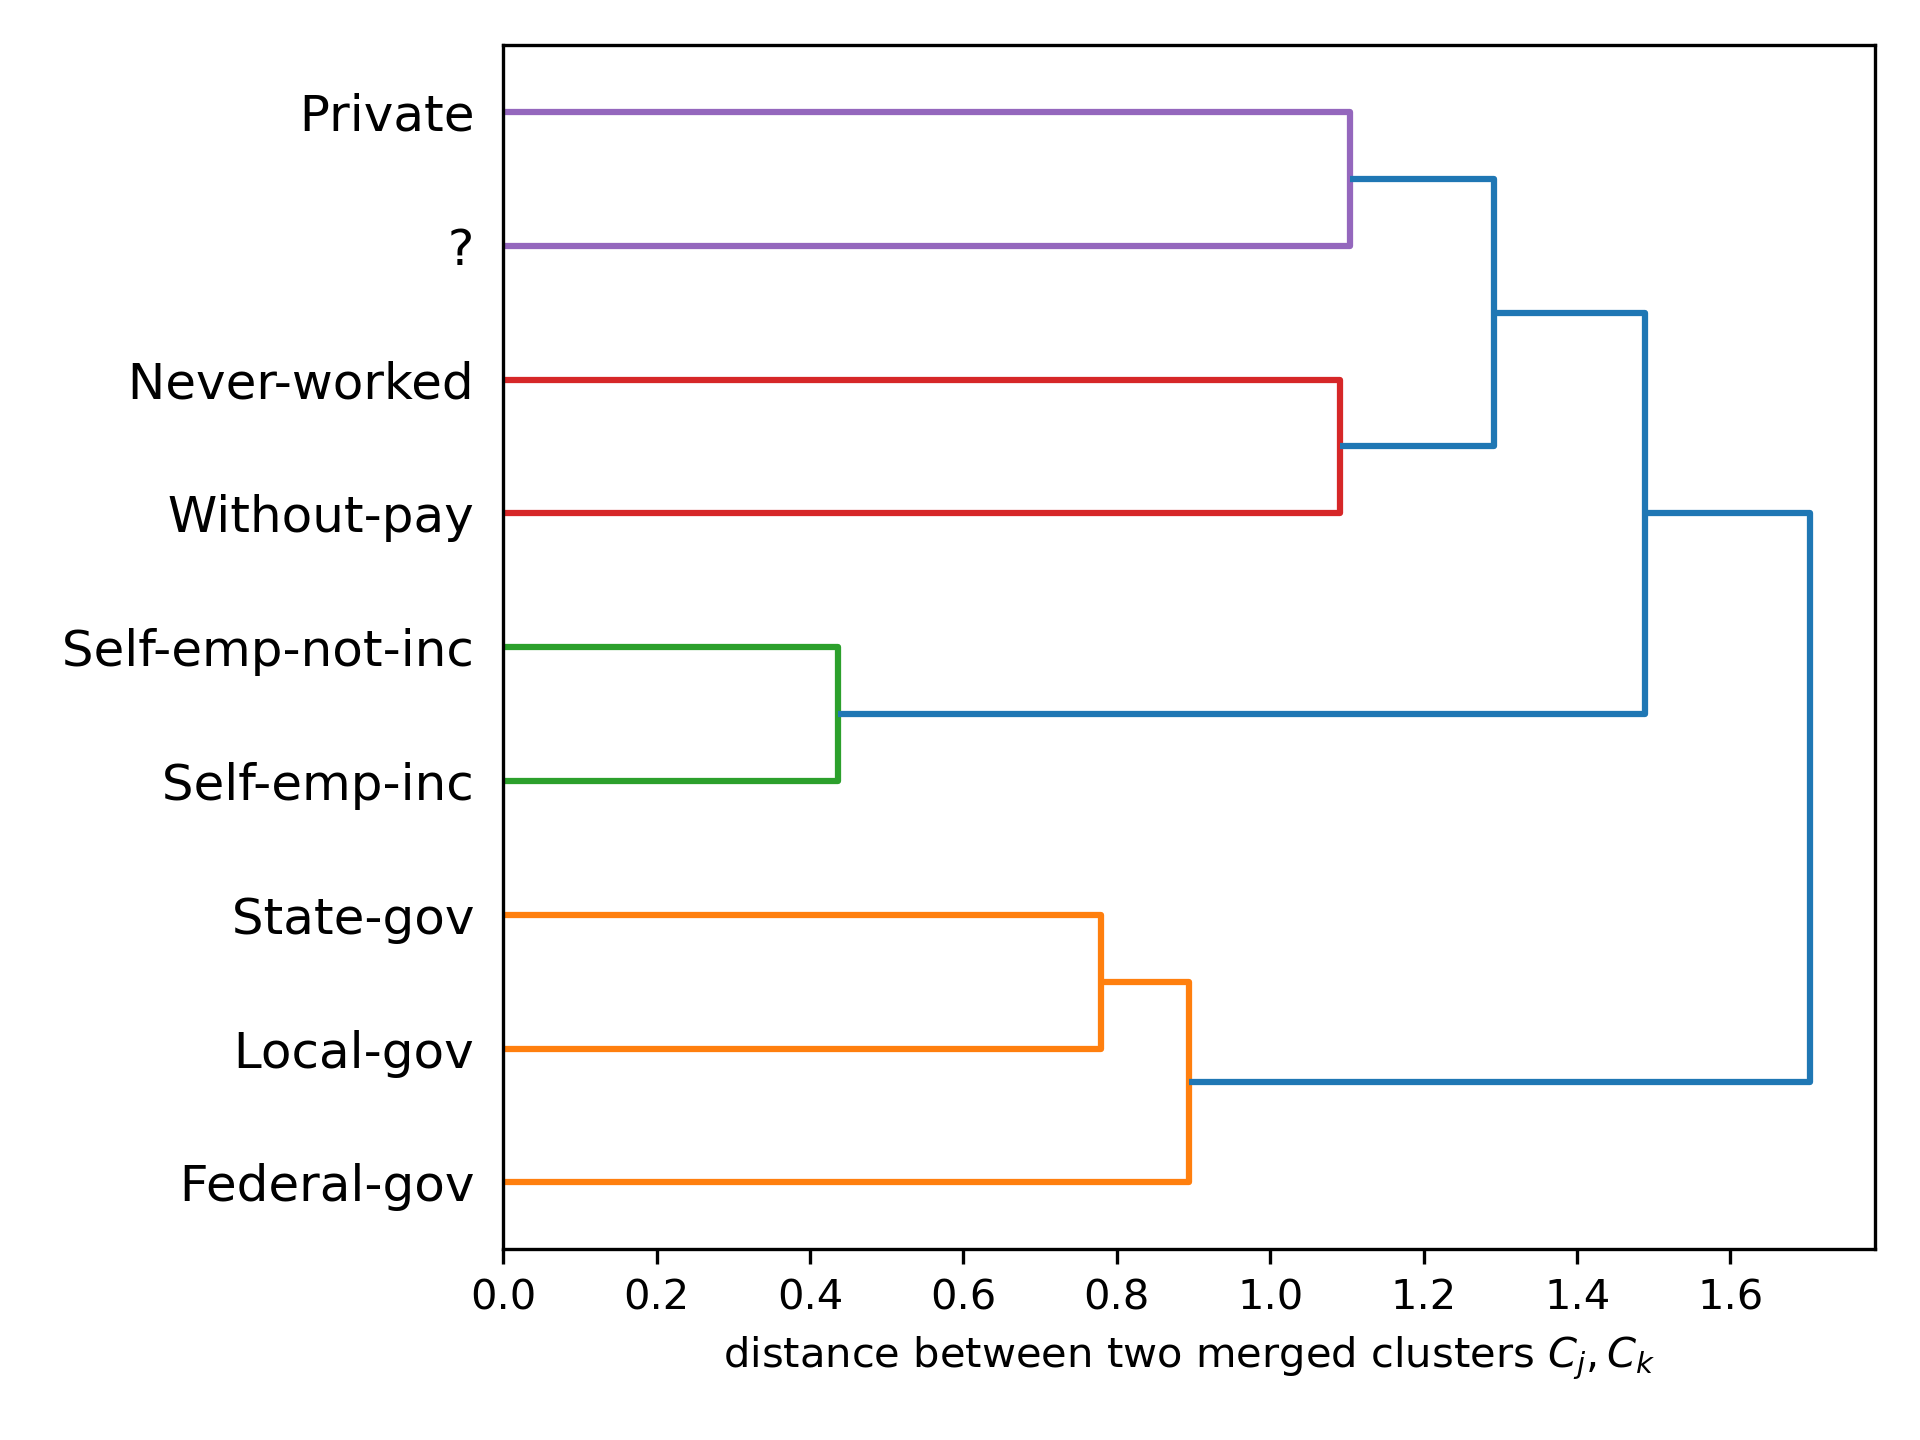 Private
?
Never-worked
Without-pay
Self-emp-not-inc
Self-emp-inc
State-gov
Local-gov
Federal-gov
0.0 0.2 0.4 0.6 0.8 1.0 1.2 1.4 1.6
distance between two merged clusters C_j, C_k